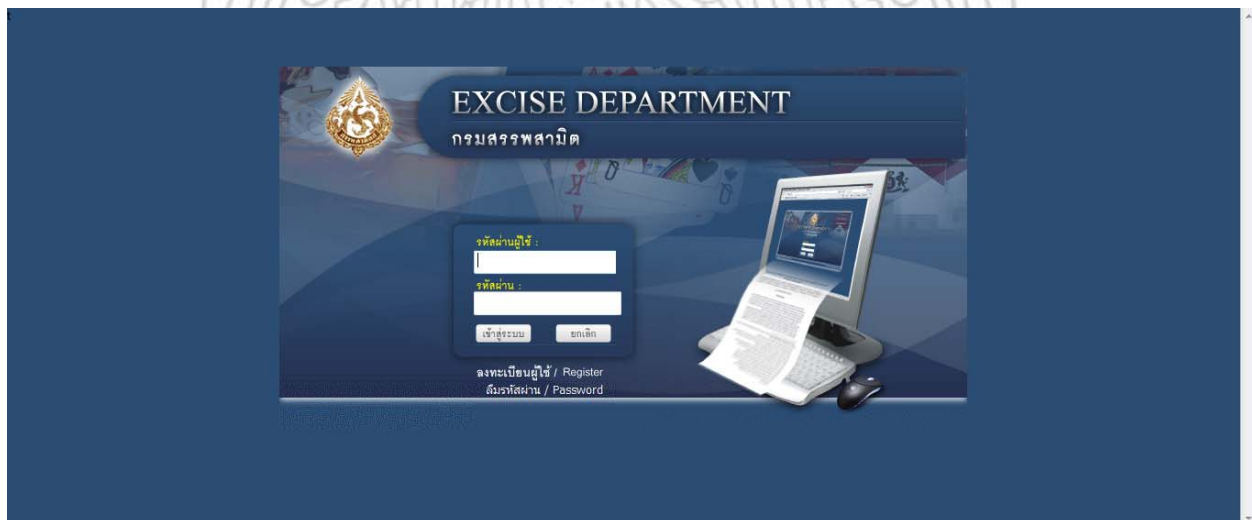 EXCISE DEPARTMENT
กรมสรรพสามิต
รหัสผ่านผู้ใช้ :
รหัสผ่าน :
เข้าสู่ระบบ ยกเลิก
ลงทะเบียนผู้ใช้ / Register
ลืมรหัสผ่าน / Password